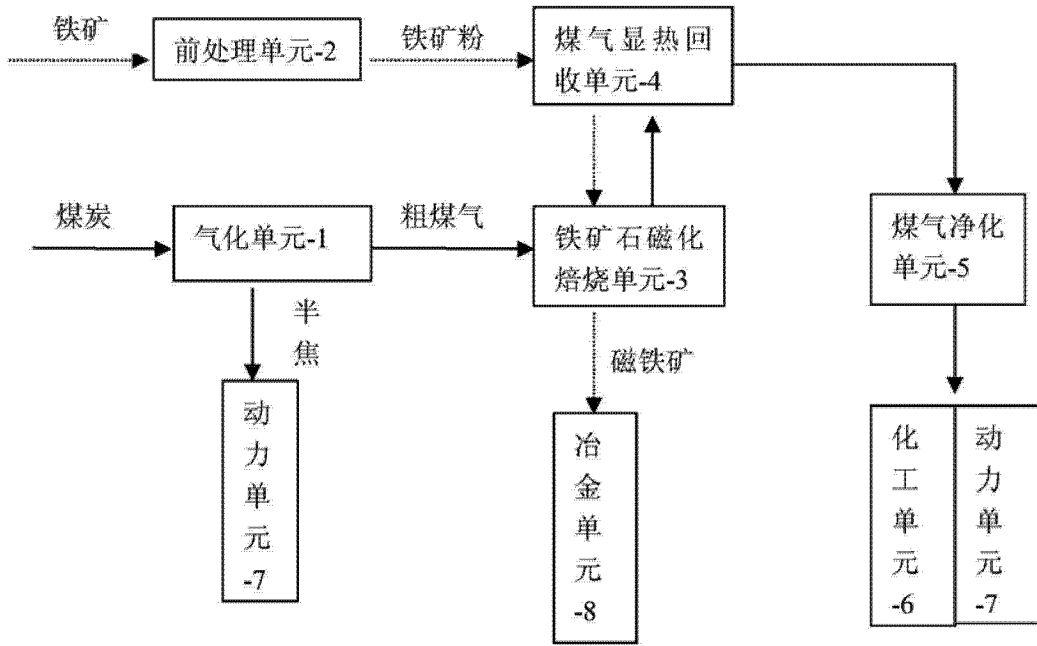 铁矿
前处理单元-2
铁矿粉
煤气显热回
收单元-4
煤炭
气化单元-1
粗煤气
铁矿石磁化
焙烧单元-3
煤气净化
单元-5
半
焦
磁铁矿
动
力
单
元
-7
冶
金
单
元
-8
化
工
单
元
-6
动
力
单
元
-7